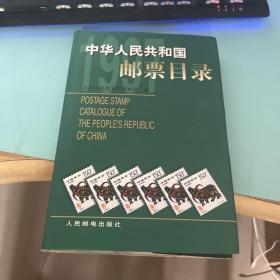 中华人民共和国
1997
邮票目录
POSTAGE STAMP
CATALOGUE OF
THE PEOPLE'S REPUBLIC
OF CHINA
人民邮电出版社